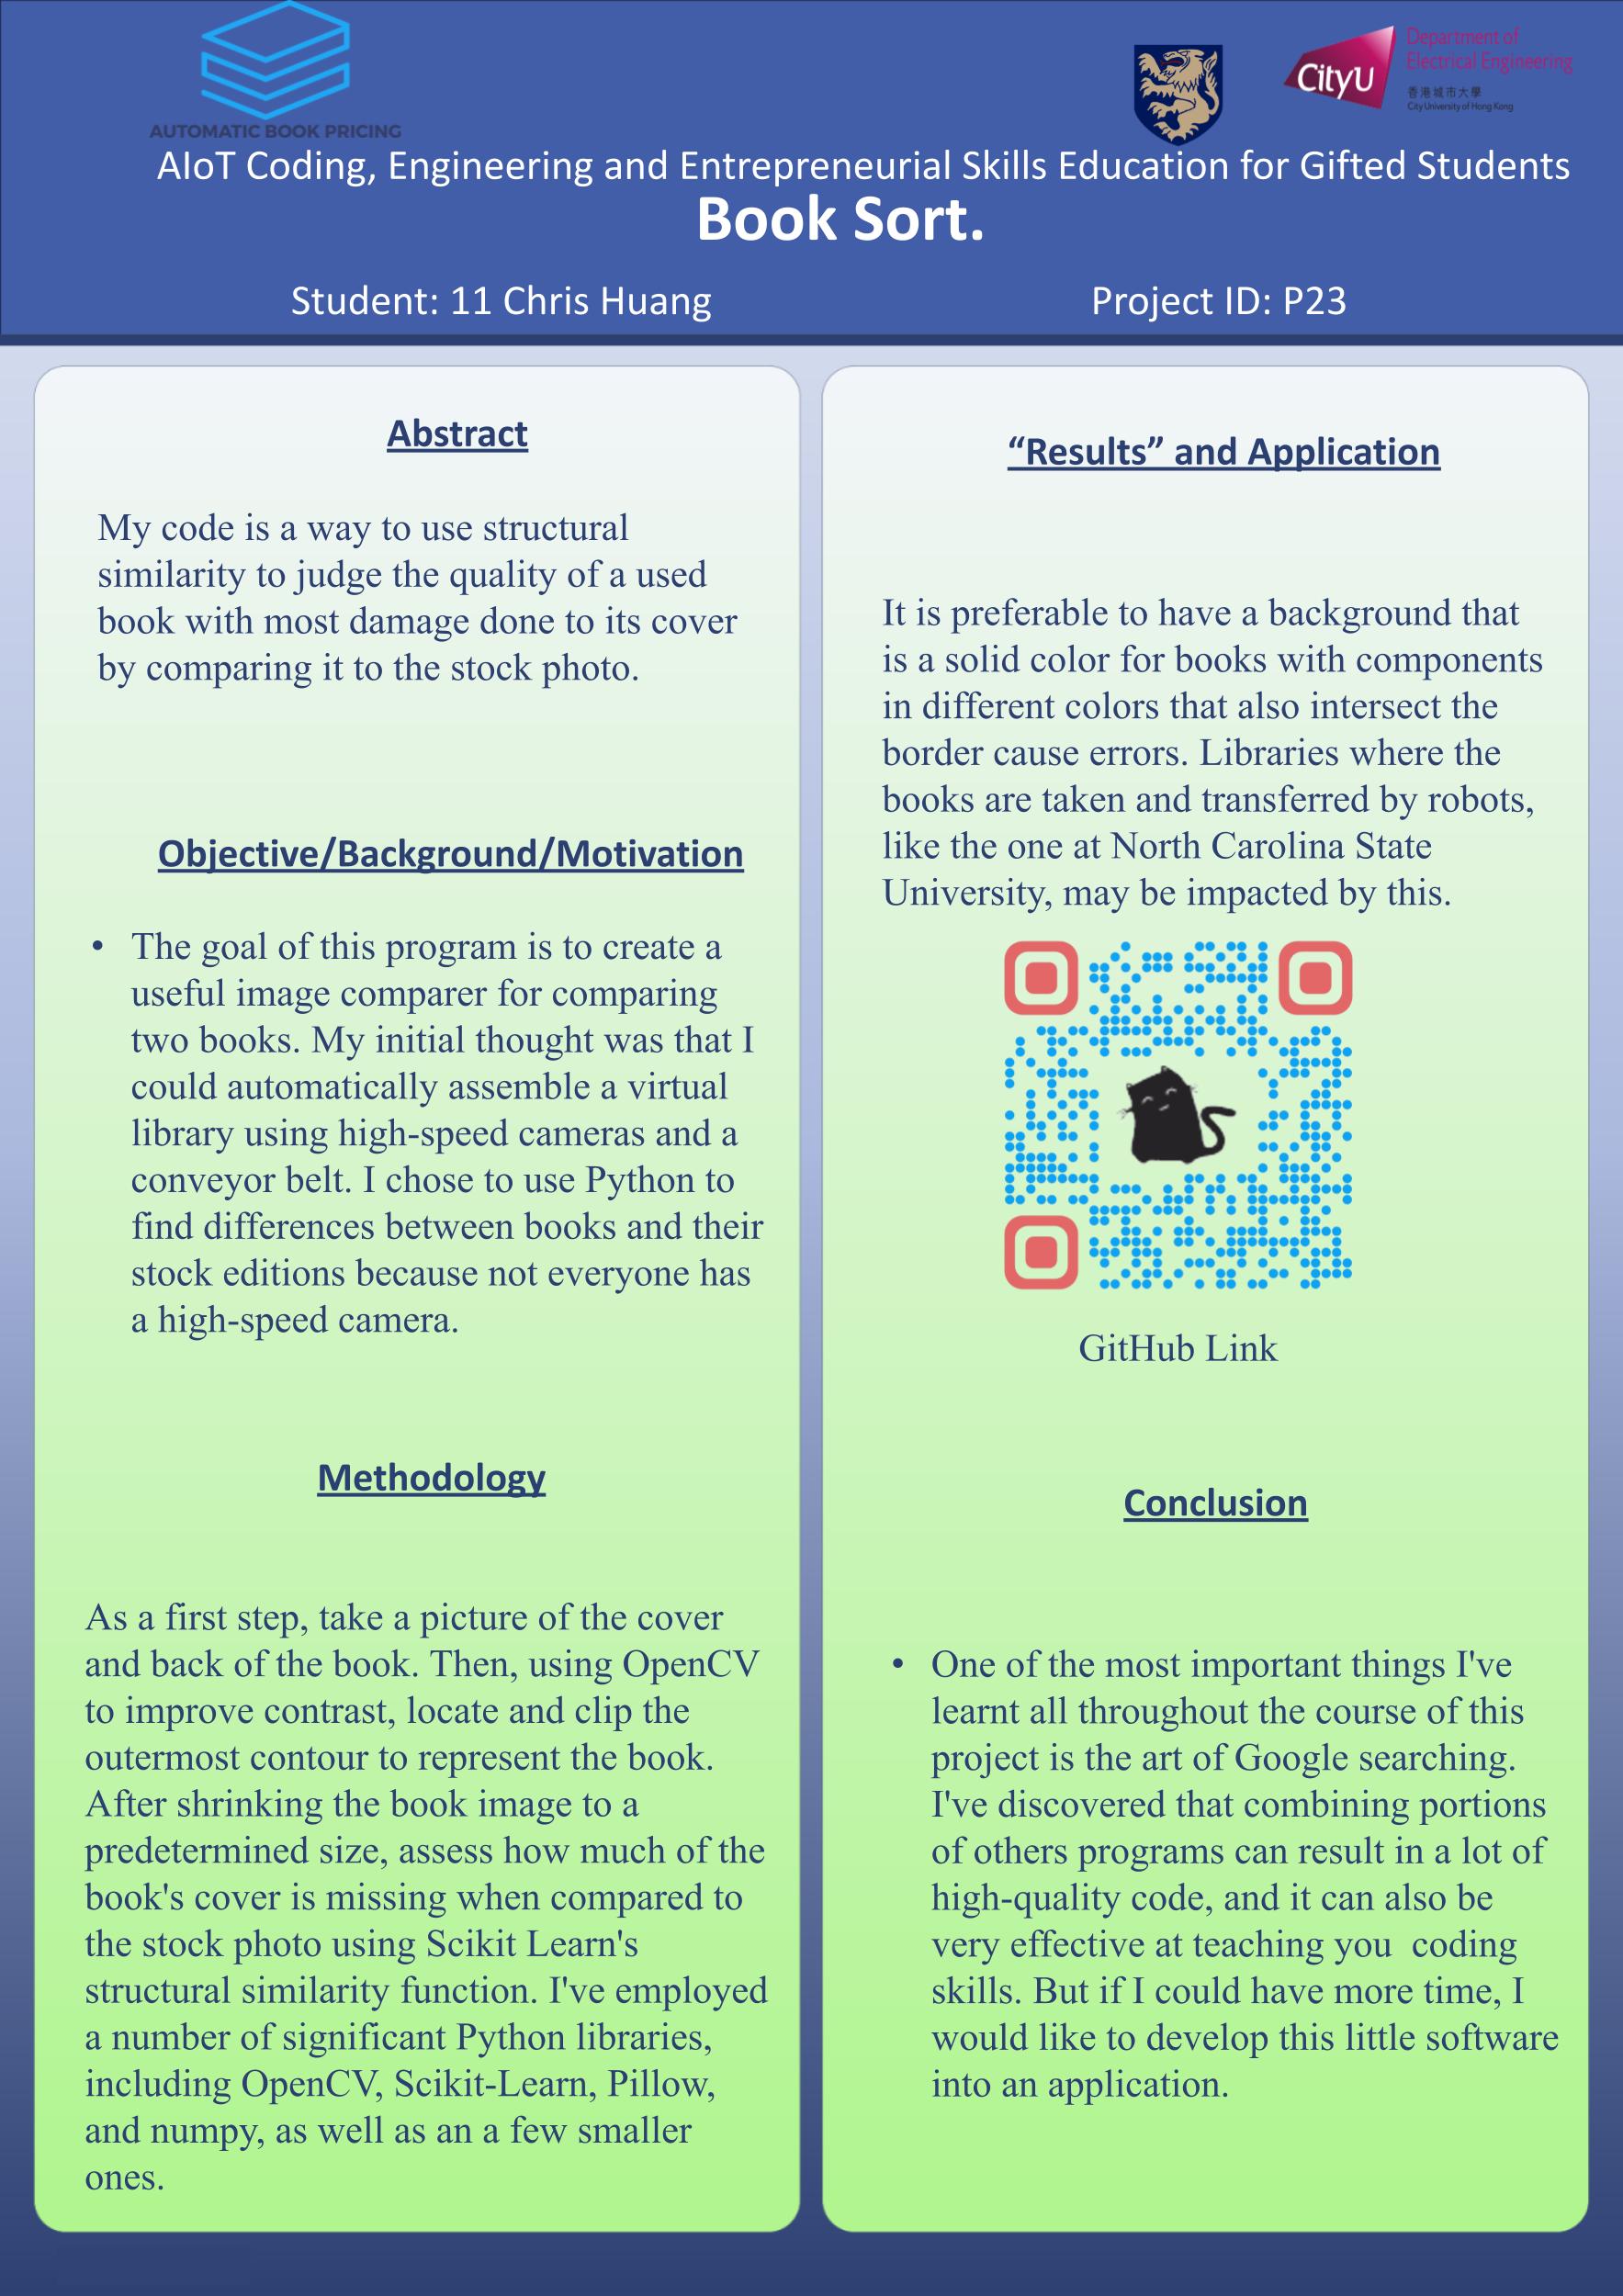 AUTOMATIC BOOK PRICING
CityU
Department of
Electrical Engineering
香港城市大學
City University of Hong Kong
AIoT Coding, Engineering and Entrepreneurial Skills Education for Gifted Students
Book Sort.
Student: 11 Chris Huang
Project ID: P23
Abstract
My code is a way to use structural
similarity to judge the quality of a used
book with most damage done to its cover
by comparing it to the stock photo.
Objective/Background/Motivation
• The goal of this program is to create a
useful image comparer for comparing
two books. My initial thought was that I
could automatically assemble a virtual
library using high-speed cameras and a
conveyor belt. I chose to use Python to
find differences between books and their
stock editions because not everyone has
a high-speed camera.
Methodology
As a first step, take a picture of the cover
and back of the book. Then, using OpenCV
to improve contrast, locate and clip the
outermost contour to represent the book.
After shrinking the book image to a
predetermined size, assess how much of the
book's cover is missing when compared to
the stock photo using Scikit Learn's
structural similarity function. I've employed
a number of significant Python libraries,
including OpenCV, Scikit-Learn, Pillow,
and numpy, as well as an a few smaller
ones.
“Results” and Application
It is preferable to have a background that
is a solid color for books with components
in different colors that also intersect the
border cause errors. Libraries where the
books are taken and transferred by robots,
like the one at North Carolina State
University, may be impacted by this.
GitHub Link
Conclusion
• One of the most important things I've
learnt all throughout the course of this
project is the art of Google searching.
I've discovered that combining portions
of others programs can result in a lot of
high-quality code, and it can also be
very effective at teaching you  coding
skills. But if I could have more time, I
would like to develop this little software
into an application.